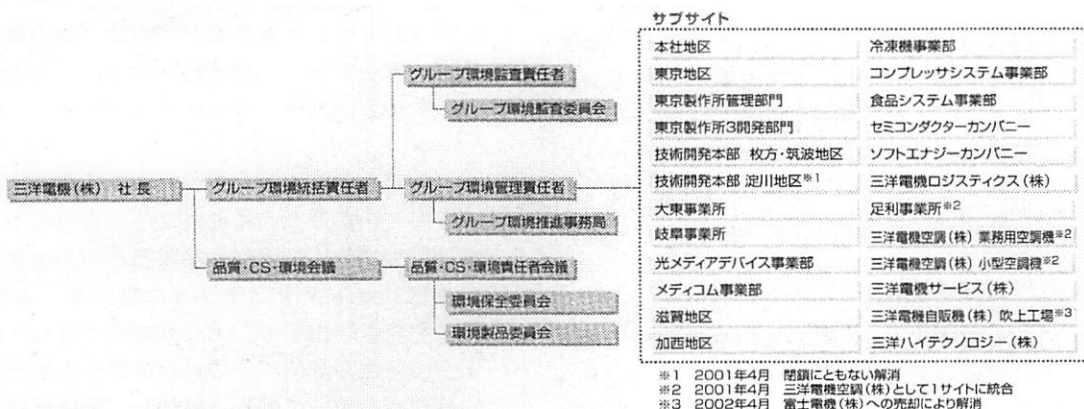 サブサイト
本社地区
冷凍機事業部
東京地区
コンプレッサシステム事業部
東京製作所管理部門
食品システム事業部
東京製作所3開発部門
セミコンダクターカンパニー
技術開発本部 枚方・筑波地区
ソフトエナジーカンパニー
技術開発本部 淀川地区※1
三洋電機ロジスティクス(株)
大東事業所
足利事業所※2
岐阜事業所
三洋電機空調(株) 業務用空調機※2
光メディアデバイス事業部
三洋電機空調(株) 小型空調機※2
メディコム事業部
三洋電機サービス(株)
滋賀地区
三洋電機自販機(株) 吹上工場※3
加西地区
三洋ハイテクノロジー(株)
グループ環境監査責任者
グループ環境監査委員会
三洋電機(株) 社長
グループ環境統括責任者
グループ環境管理責任者
グループ環境推進事務局
品質・CS・環境会議
品質・CS・環境責任者会議
環境保全委員会
環境製品委員会
※1 2001年4月 閉鎖にともない解消
※2 2001年4月 三洋電機空調(株)として1サイトに統合
※3 2002年4月 富士電機(株)への売却により解消